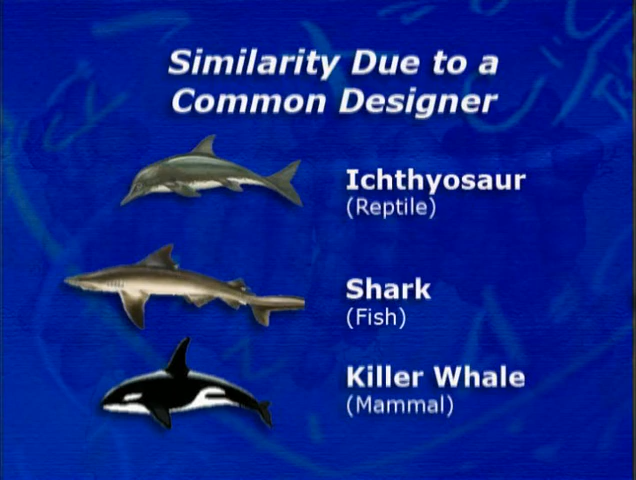 Similarity Due to a
Common Designer
Ichthyosaur
(Reptile)
Shark
(Fish)
Killer Whale
(Mammal)